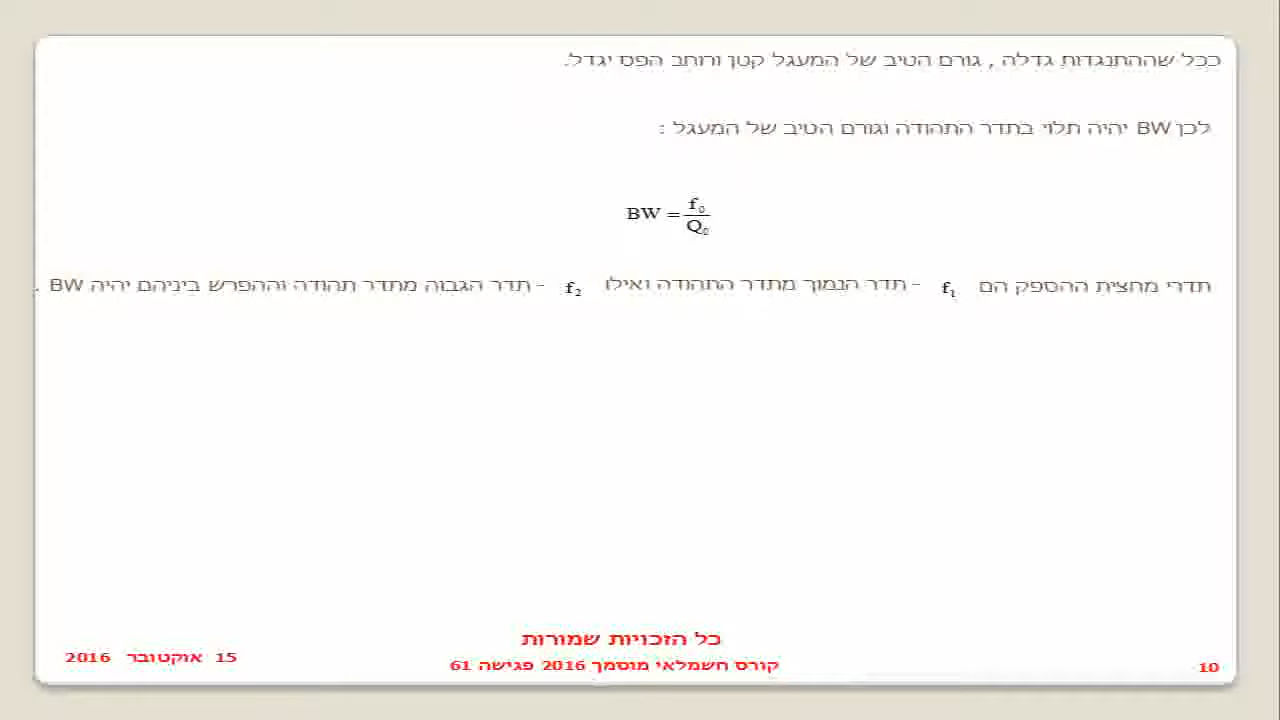 ככל שההתנגדות גדלה , גורם הטיב של המעגל קטן ורוחב הפס יגדל.
לכן BW יהיה תלוי בתדר התהודה וגורם הטיב של המעגל :
BW = f₀ / Q₀
תדרי מחצית ההספק הם f₁ - תדר הנמוך מתדר התהודה ואילו f₂ - תדר הגבוה מתדר תהודה וההפרש ביניהם יהיה BW .
כל הזכויות שמורות
קורס חשמלאי מוסמך 2016 פגישה 61
15 אוקטובר 2016
10